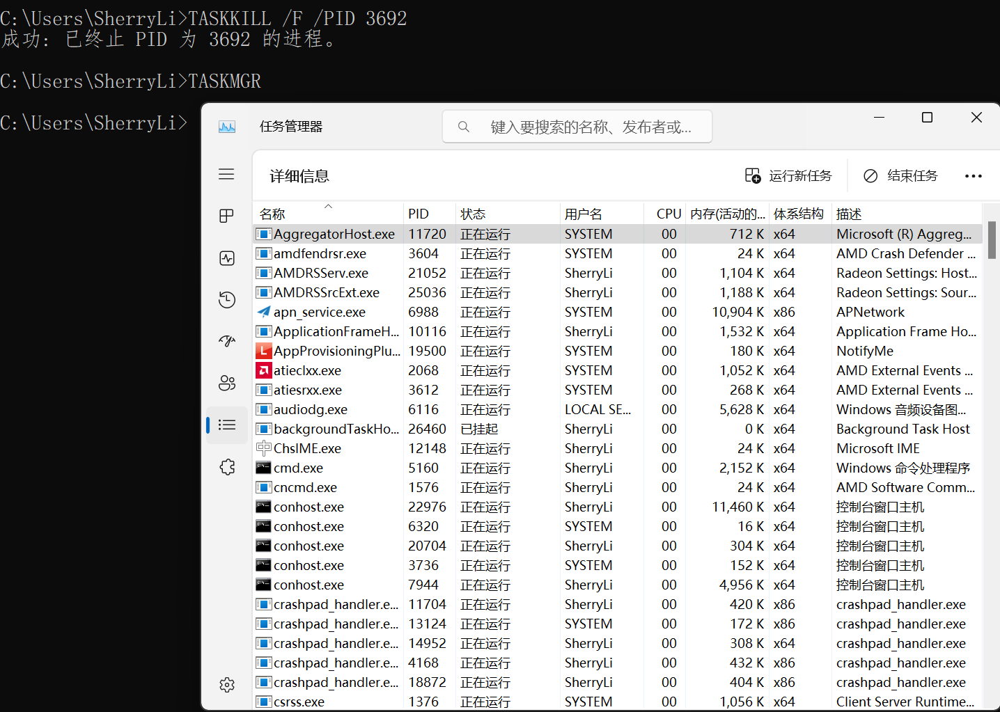 C:\Users\SherryLi>TASKKILL /F /PID 3692
成功: 已终止 PID 为 3692 的进程。
C:\Users\SherryLi>TASKMGR
C:\Users\SherryLi>
任务管理器 键入要搜索的名称、发布者或...
详细信息 运行新任务 结束任务
名称 PID 状态 用户名 CPU 内存(活动的... 体系结构 描述
AggregatorHost.exe 11720 正在运行 SYSTEM 00 712 K x64 Microsoft (R) Aggreg...
amdfendrsr.exe 3604 正在运行 SYSTEM 00 24 K x64 AMD Crash Defender ...
AMDRSServ.exe 21052 正在运行 SherryLi 00 1,104 K x64 Radeon Settings: Host...
AMDRSSrcExt.exe 25036 正在运行 SherryLi 00 1,188 K x64 Radeon Settings: Sour...
apn_service.exe 6988 正在运行 SYSTEM 00 10,904 K x86 APNetwork
ApplicationFrameH... 10116 正在运行 SherryLi 00 1,532 K x64 Application Frame Ho...
AppProvisioningPlu... 19500 正在运行 SYSTEM 00 180 K x64 NotifyMe
atieclxx.exe 2068 正在运行 SYSTEM 00 1,052 K x64 AMD External Events ...
atiesrxx.exe 3612 正在运行 SYSTEM 00 268 K x64 AMD External Events ...
audiodg.exe 6116 正在运行 LOCAL SE... 00 5,628 K x64 Windows 音频设备图...
backgroundTaskHo... 26460 已挂起 SherryLi 00 0 K x64 Background Task Host
ChsIME.exe 12148 正在运行 SherryLi 00 24 K x64 Microsoft IME
cmd.exe 5160 正在运行 SherryLi 00 2,152 K x64 Windows 命令处理程序
cncmd.exe 1576 正在运行 SherryLi 00 24 K x64 AMD Software Comm...
conhost.exe 22976 正在运行 SherryLi 00 11,460 K x64 控制台窗口主机
conhost.exe 6320 正在运行 SYSTEM 00 16 K x64 控制台窗口主机
conhost.exe 20704 正在运行 SherryLi 00 304 K x64 控制台窗口主机
conhost.exe 3736 正在运行 SYSTEM 00 152 K x64 控制台窗口主机
conhost.exe 7944 正在运行 SherryLi 00 4,956 K x64 控制台窗口主机
crashpad_handler.e... 11704 正在运行 SherryLi 00 420 K x86 crashpad_handler.exe
crashpad_handler.e... 13124 正在运行 SYSTEM 00 172 K x86 crashpad_handler.exe
crashpad_handler.e... 14952 正在运行 SherryLi 00 308 K x64 crashpad_handler.exe
crashpad_handler.e... 4168 正在运行 SherryLi 00 432 K x86 crashpad_handler.exe
crashpad_handler.e... 18872 正在运行 SherryLi 00 404 K x86 crashpad_handler.exe
csrss.exe 1376 正在运行 SYSTEM 00 1,056 K x64 Client Server Runtime...